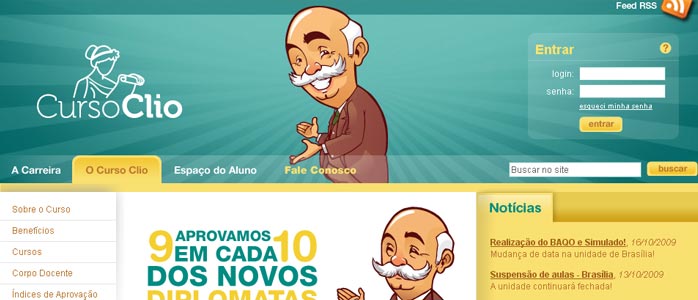 Feed RSS
Curso Clio
Entrar
?
login:
senha:
esqueci minha senha
entrar
A Carreira
O Curso Clio
Espaço do Aluno
Fale Conosco
Buscar no site
buscar
Sobre o Curso
Benefícios
Cursos
Corpo Docente
Índices de Aprovação
9 APROVAMOS EM CADA 10
DOS NOVOS
DIPLOMATAS
Notícias
Realização do BAQO e Simulado!, 16/10/2009
Mudança de data na unidade de Brasília!
Suspensão de aulas - Brasília, 13/10/2009
A unidade continuará fechada!